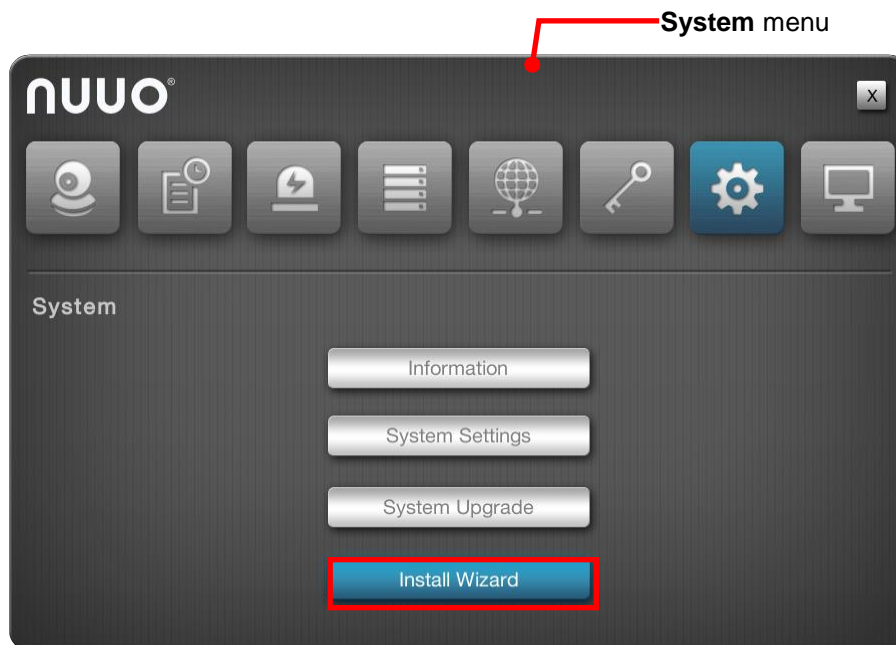 System menu
nuuo®
X
System
Information
System Settings
System Upgrade
Install Wizard